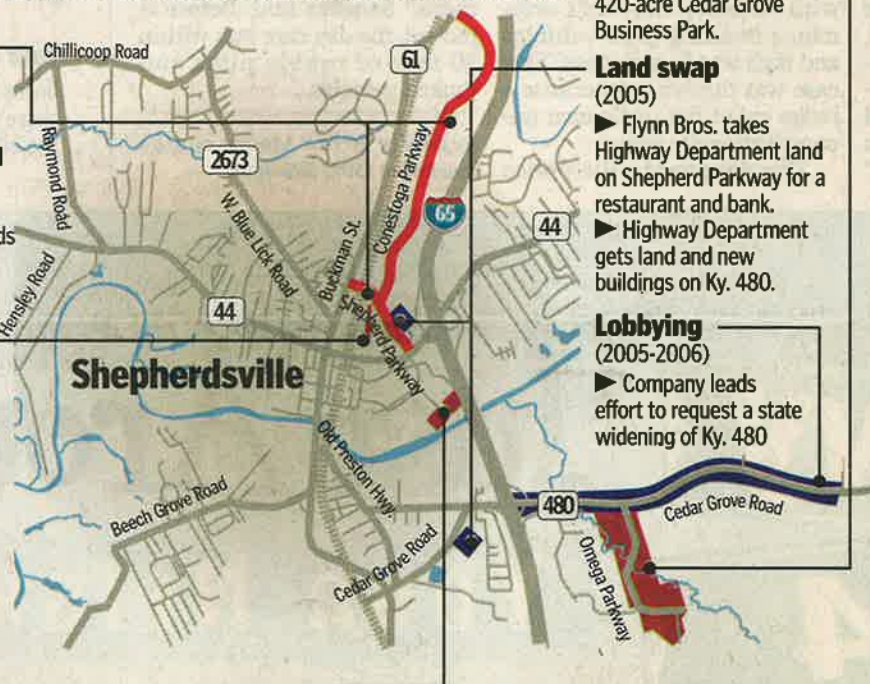 420-acre Cedar Grove
Business Park.
Land swap
(2005)
► Flynn Bros. takes
Highway Department land
on Shepherd Parkway for a
restaurant and bank.
► Highway Department
gets land and new
buildings on Ky. 480.
Lobbying
(2005-2006)
► Company leads
effort to request a state
widening of Ky. 480
Chillicoop Road
61
Raymond Road
2673
Conestoga Parkway
65
W. Blue Lick Road
Buckman St.
44
ds
Hensley Road
44
Shepherd Parkway
Shepherdsville
Old Preston Hwy.
Beech Grove Road
480
Cedar Grove Road
Cedar Grove Road
Omega Parkway